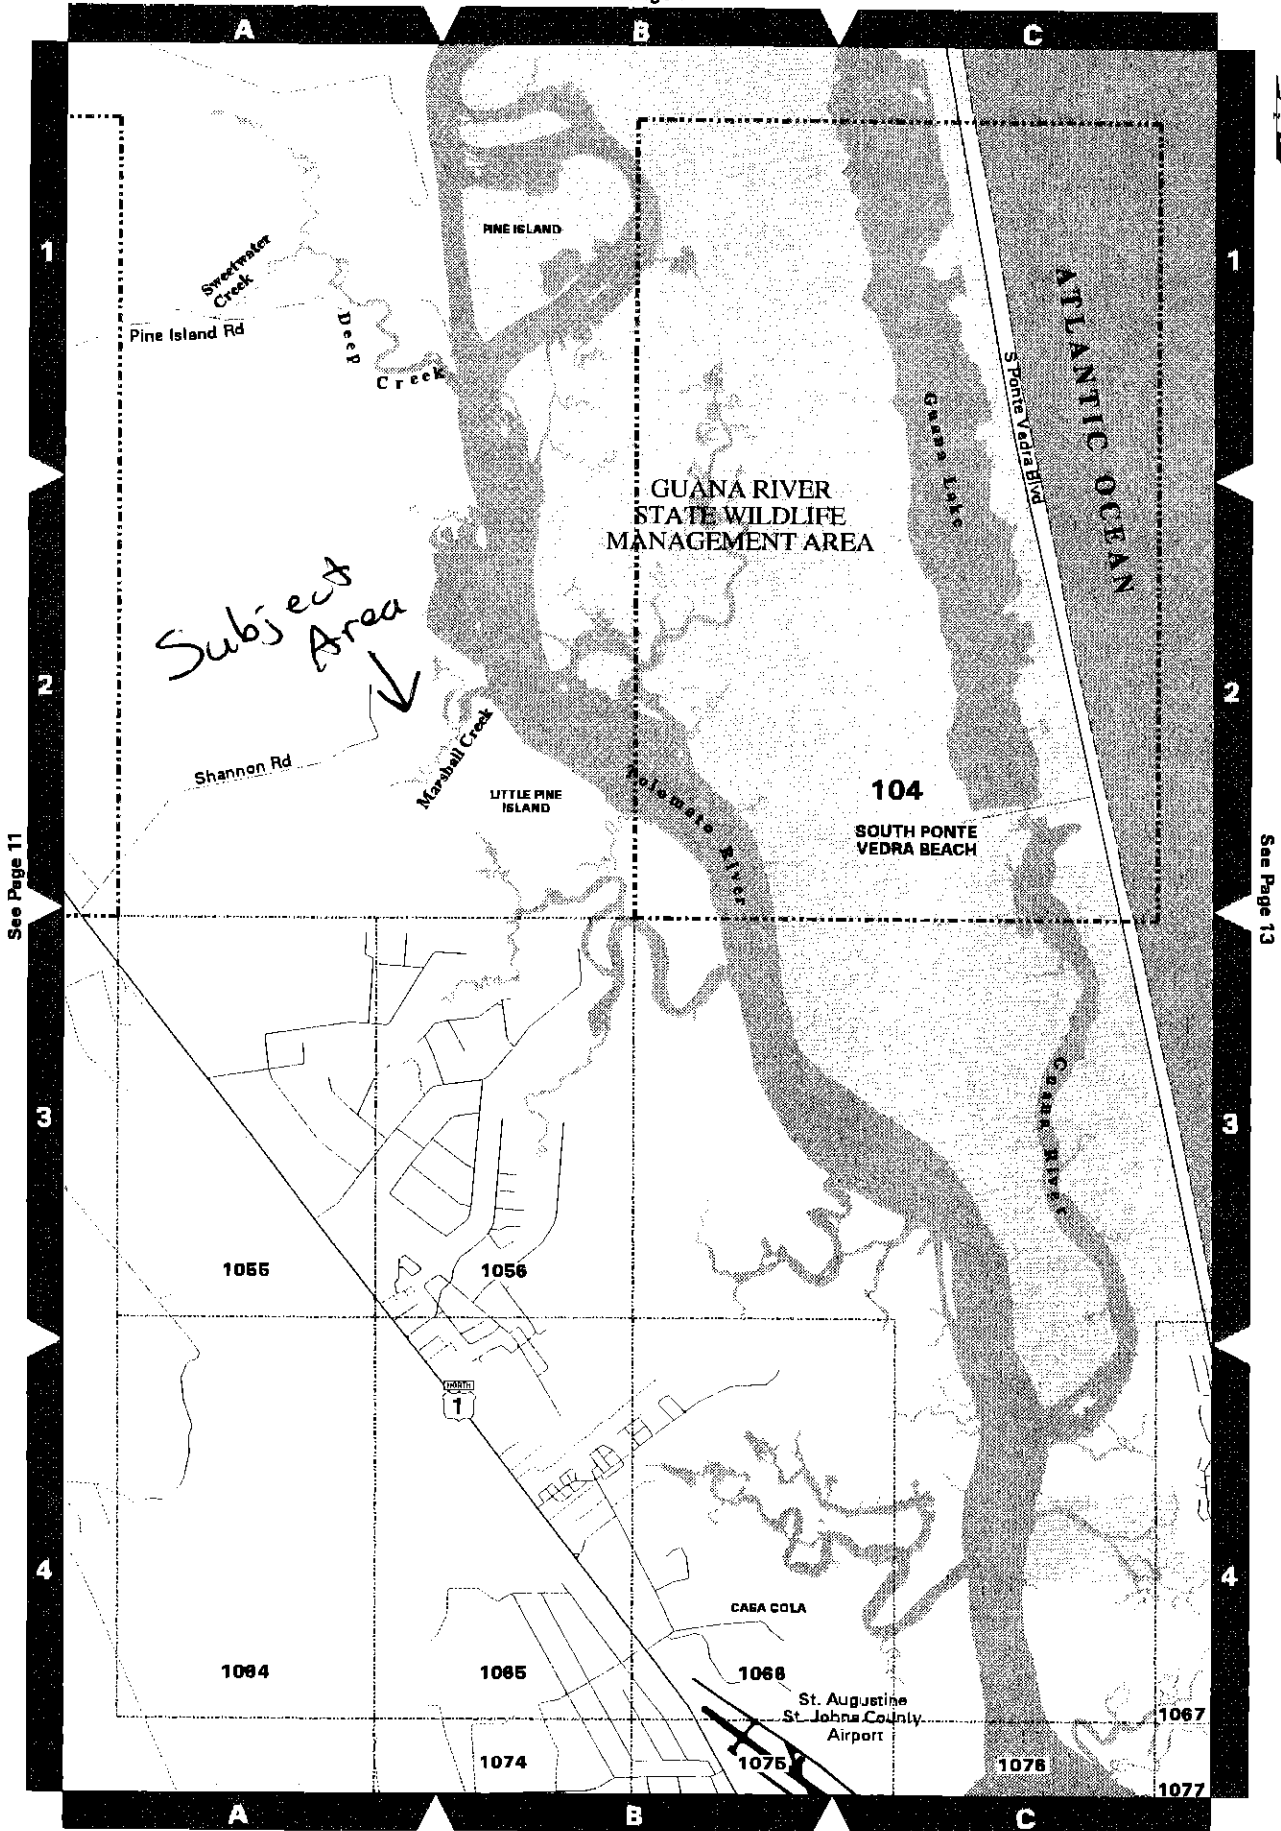 A
B
C
1
1
PINE ISLAND
Sweetwater
Creek
Pine Island Rd
Deep
Creek
ATLANTIC OCEAN
S Ponte Vedra Blvd
Guana Lake
GUANA RIVER
STATE WILDLIFE
MANAGEMENT AREA
Subject
Area
2
2
Shannon Rd
Marshall Creek
LITTLE PINE
ISLAND
Tolomato River
104
SOUTH PONTE
VEDRA BEACH
See Page 11
See Page 13
3
3
Guana River
1055
1056
NORTH
1
4
4
CASA COLA
1064
1065
1066
St. Augustine
St. Johns County
Airport
1067
1074
1075
1076
1077
A
B
C